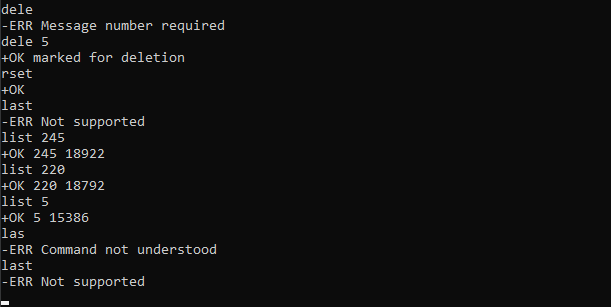 dele
-ERR Message number required
dele 5
+OK marked for deletion
rset
+OK
last
-ERR Not supported
list 245
+OK 245 18922
list 220
+OK 220 18792
list 5
+OK 5 15386
las
-ERR Command not understood
last
-ERR Not supported